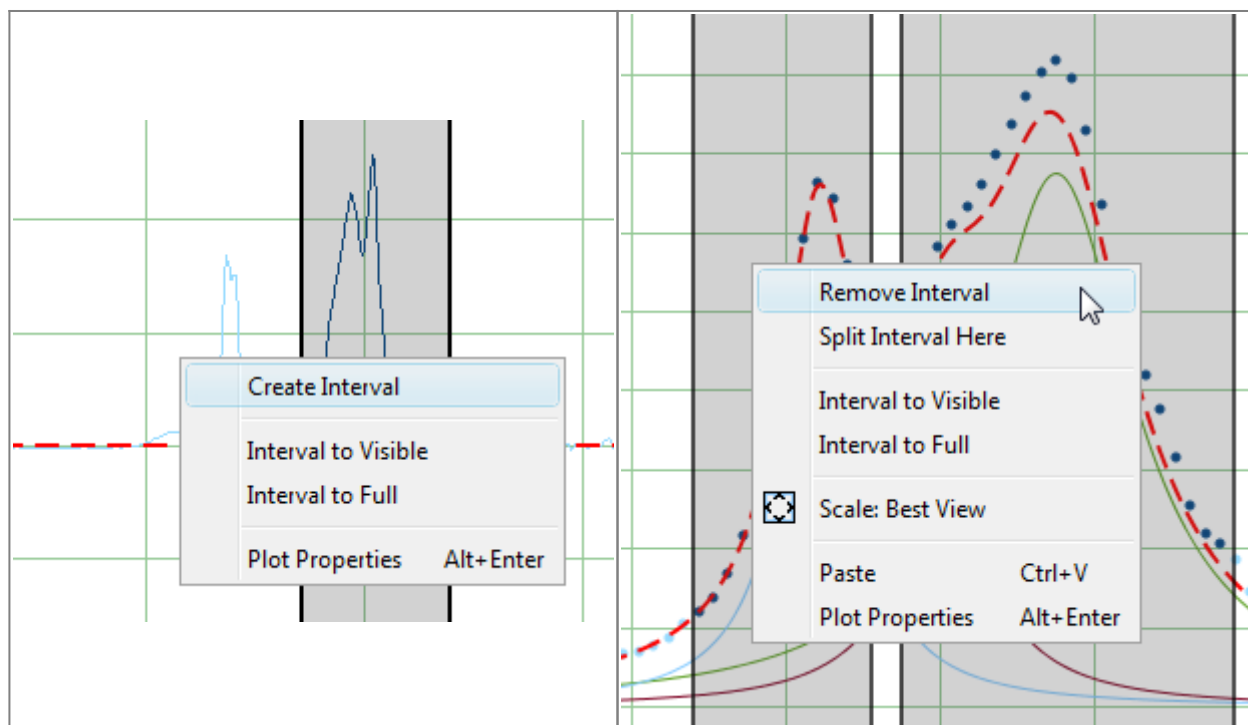 Create Interval
Interval to Visible
Interval to Full
Plot Properties Alt+Enter
Remove Interval
Split Interval Here
Interval to Visible
Interval to Full
Scale: Best View
Paste Ctrl+V
Plot Properties Alt+Enter